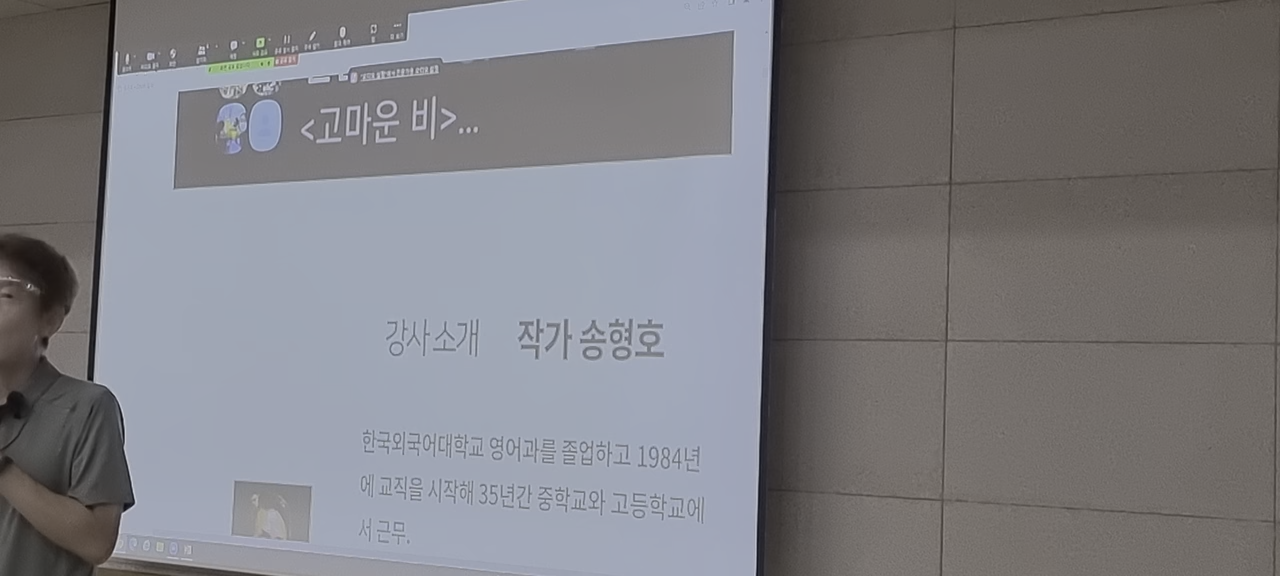 <고마운 비>...
강사 소개 작가 송형호
한국외국어대학교 영어과를 졸업하고 1984년
에 교직을 시작해 35년간 중학교와 고등학교에
서 근무.